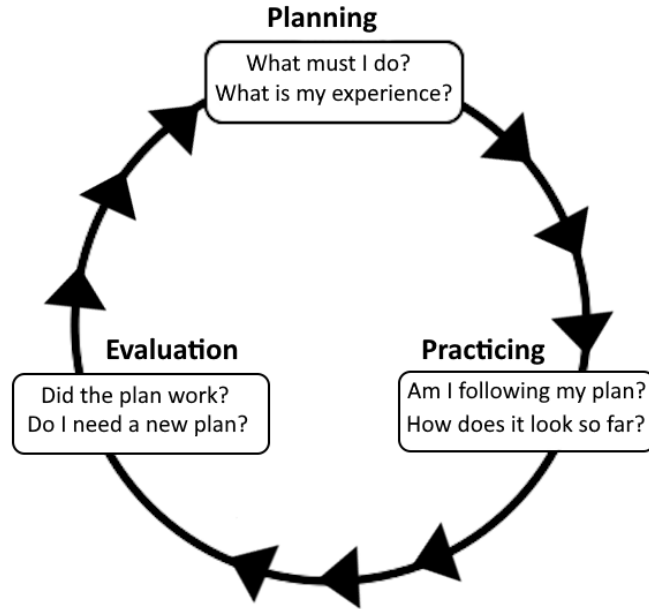 Planning
What must I do?
What is my experience?
Evaluation
Did the plan work?
Do I need a new plan?
Practicing
Am I following my plan?
How does it look so far?